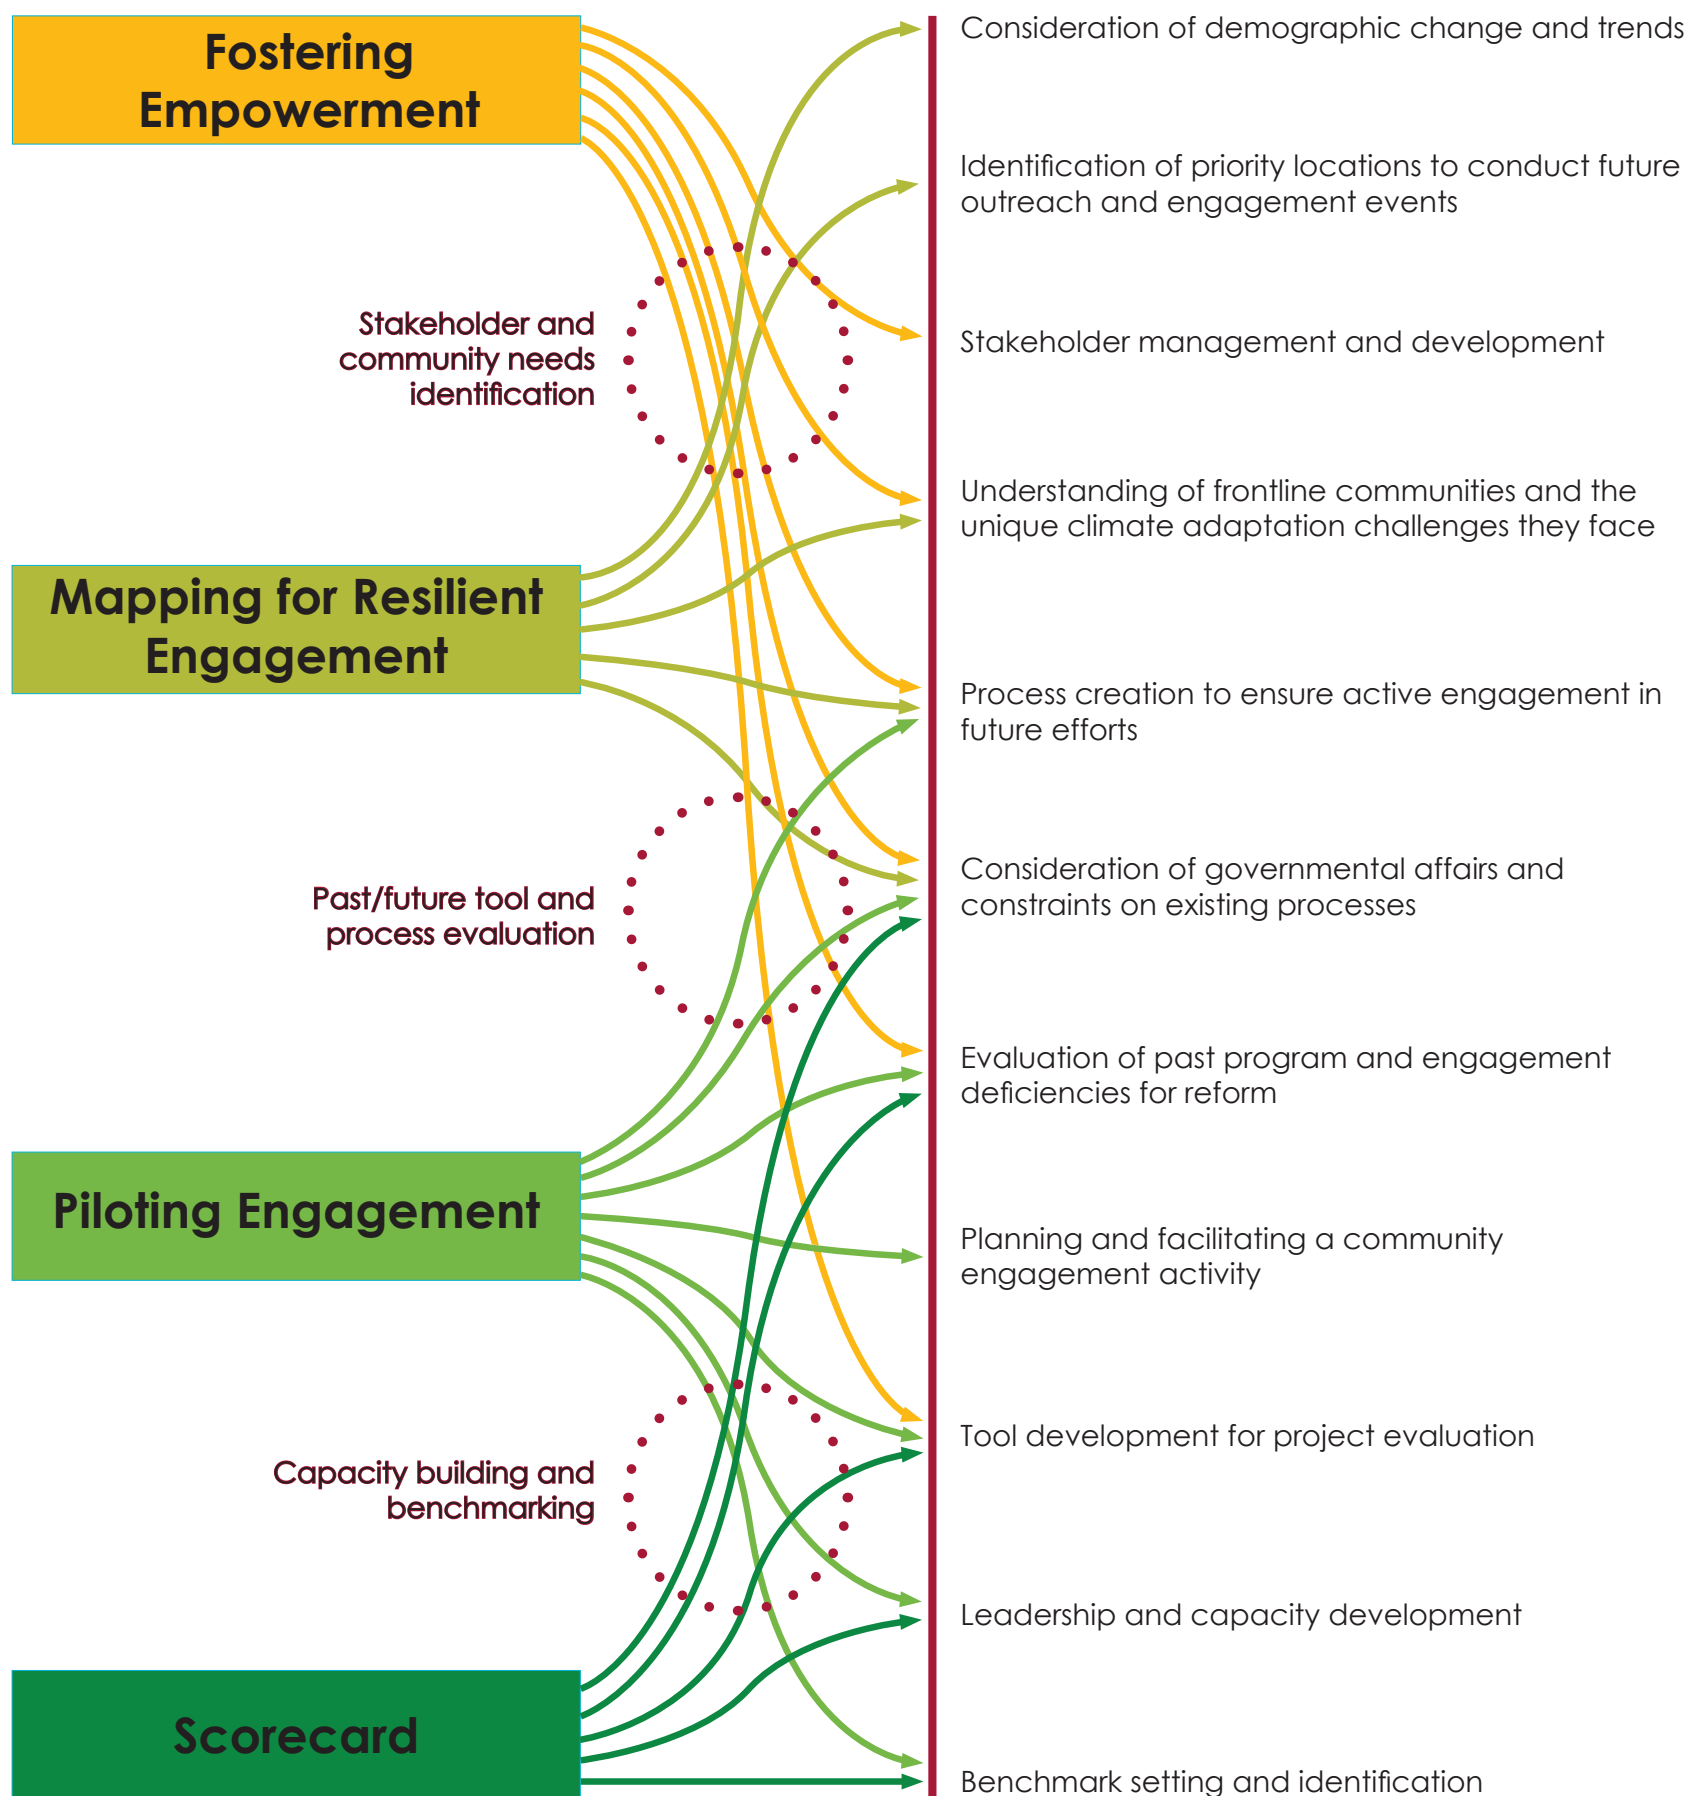 Fostering
Empowerment
Stakeholder and
community needs
identification
Mapping for Resilient
Engagement
Past/future tool and
process evaluation
Piloting Engagement
Capacity building and
benchmarking
Scorecard
Consideration of demographic change and trends
Identification of priority locations to conduct future
outreach and engagement events
Stakeholder management and development
Understanding of frontline communities and the
unique climate adaptation challenges they face
Process creation to ensure active engagement in
future efforts
Consideration of governmental affairs and
constraints on existing processes
Evaluation of past program and engagement
deficiencies for reform
Planning and facilitating a community
engagement activity
Tool development for project evaluation
Leadership and capacity development
Benchmark setting and identification